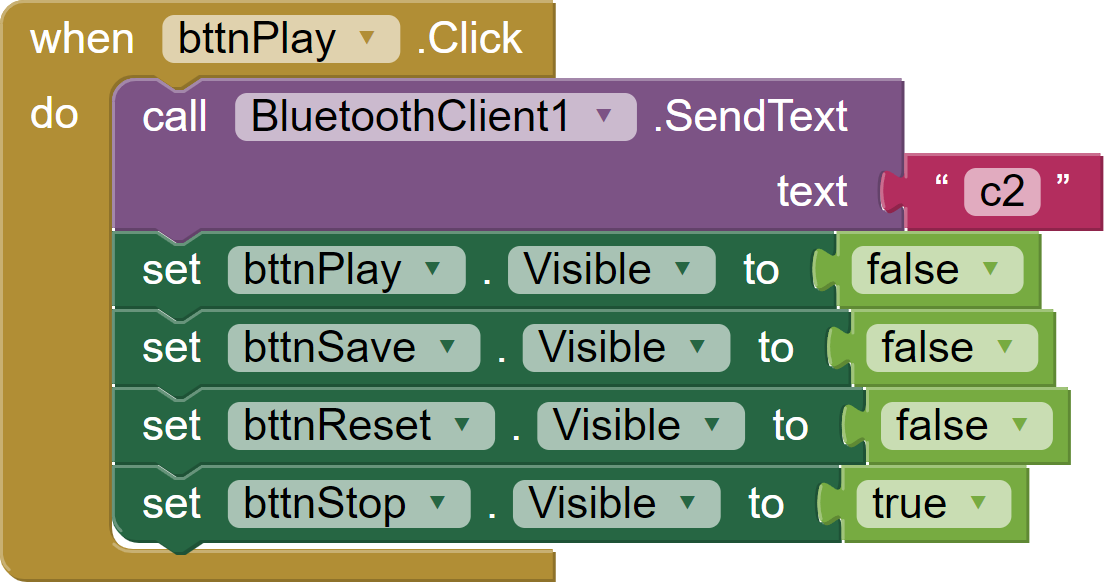 when bttnPlay .Click
do call BluetoothClient1 .SendText
text “ c2 ”
set bttnPlay . Visible to false
set bttnSave . Visible to false
set bttnReset . Visible to false
set bttnStop . Visible to true